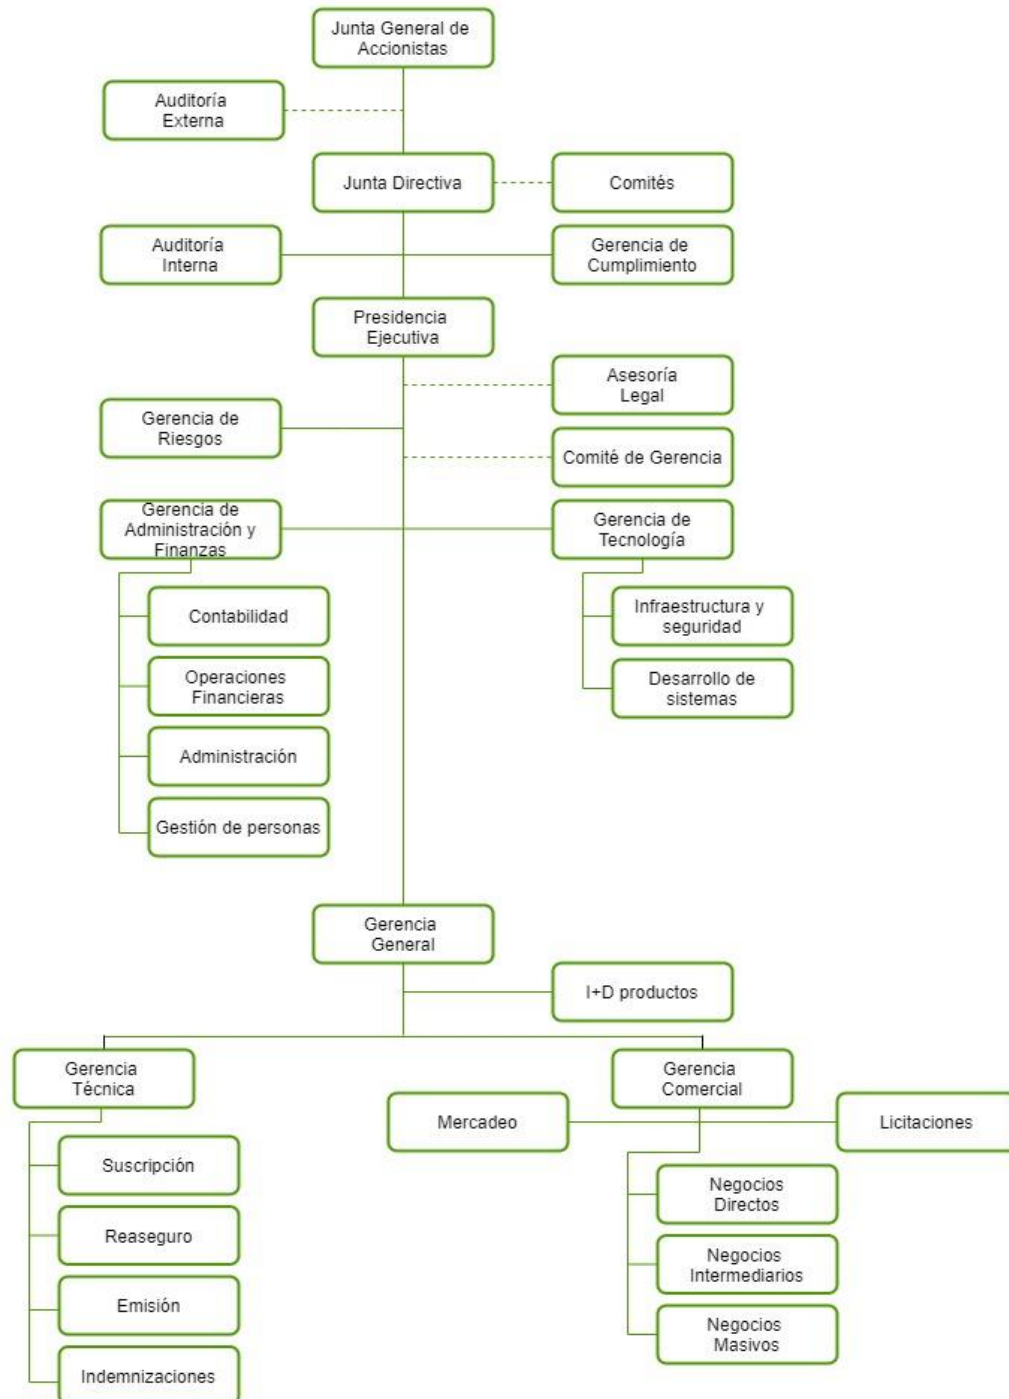 Junta General de
Accionistas
Auditoría
Externa
Junta Directiva
Comités
Auditoría
Interna
Gerencia de
Cumplimiento
Presidencia
Ejecutiva
Asesoría
Legal
Gerencia de
Riesgos
Comité de Gerencia
Gerencia de
Administración y
Finanzas
Gerencia de
Tecnología
Contabilidad
Infraestructura y
seguridad
Operaciones
Financieras
Desarrollo de
sistemas
Administración
Gestión de personas
Gerencia
General
I+D productos
Gerencia
Técnica
Gerencia
Comercial
Mercadeo
Licitaciones
Suscripción
Negocios
Directos
Reaseguro
Negocios
Intermediarios
Emisión
Negocios
Masivos
Indemnizaciones